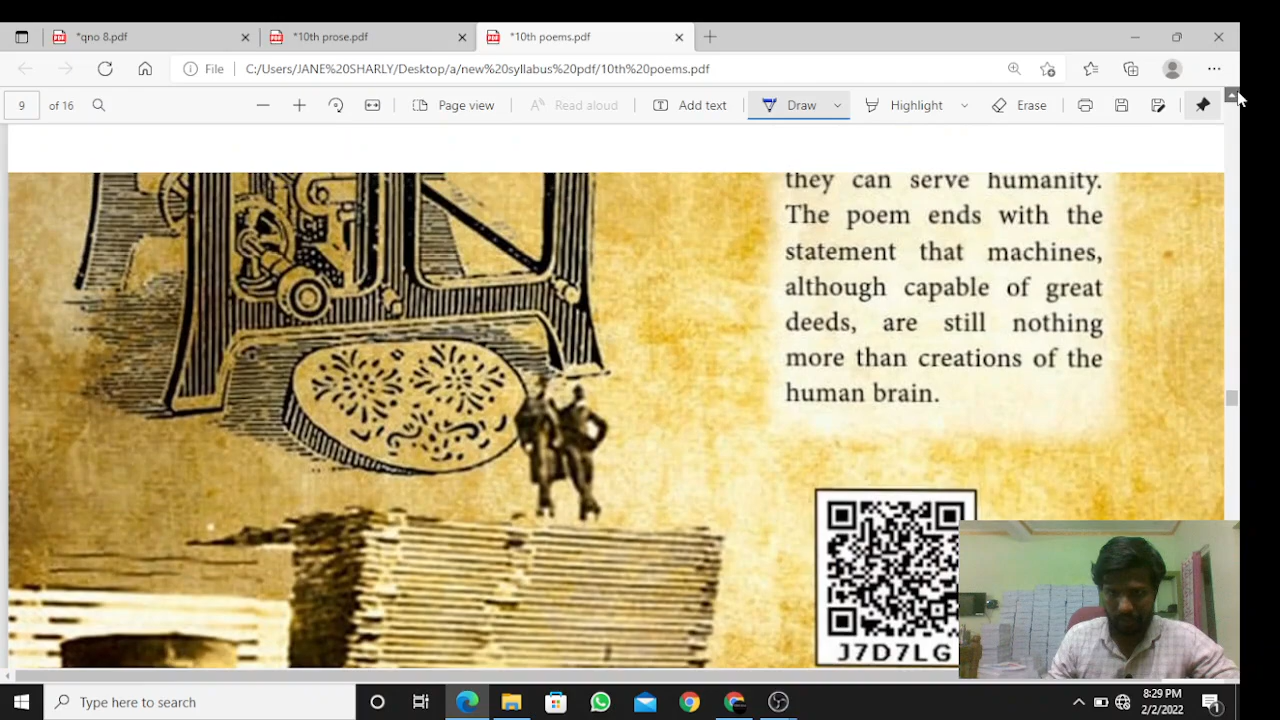 *qno 8.pdf
*10th prose.pdf
*10th poems.pdf
File
C:/Users/JANE%20SHARLY/Desktop/a/new%20syllabus%20pdf/10th%20poems.pdf
9 of 16
Page view
Read aloud
Add text
Draw
Highlight
Erase
they can serve humanity.
The poem ends with the
statement that machines,
although capable of great
deeds, are still nothing
more than creations of the
human brain.
J7D7LG
Type here to search
8:29 PM
2/2/2022
1